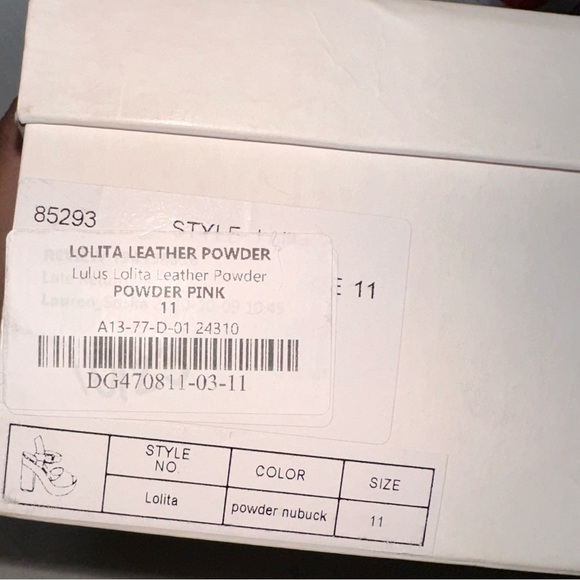 85293
STYLE
E 11
LOLITA LEATHER POWDER
Lulus Lolita Leather Powder
POWDER PINK
11
A13-77-D-01 24310
DG470811-03-11
STYLE NO. COLOR SIZE
Lolita powder nubuck 11